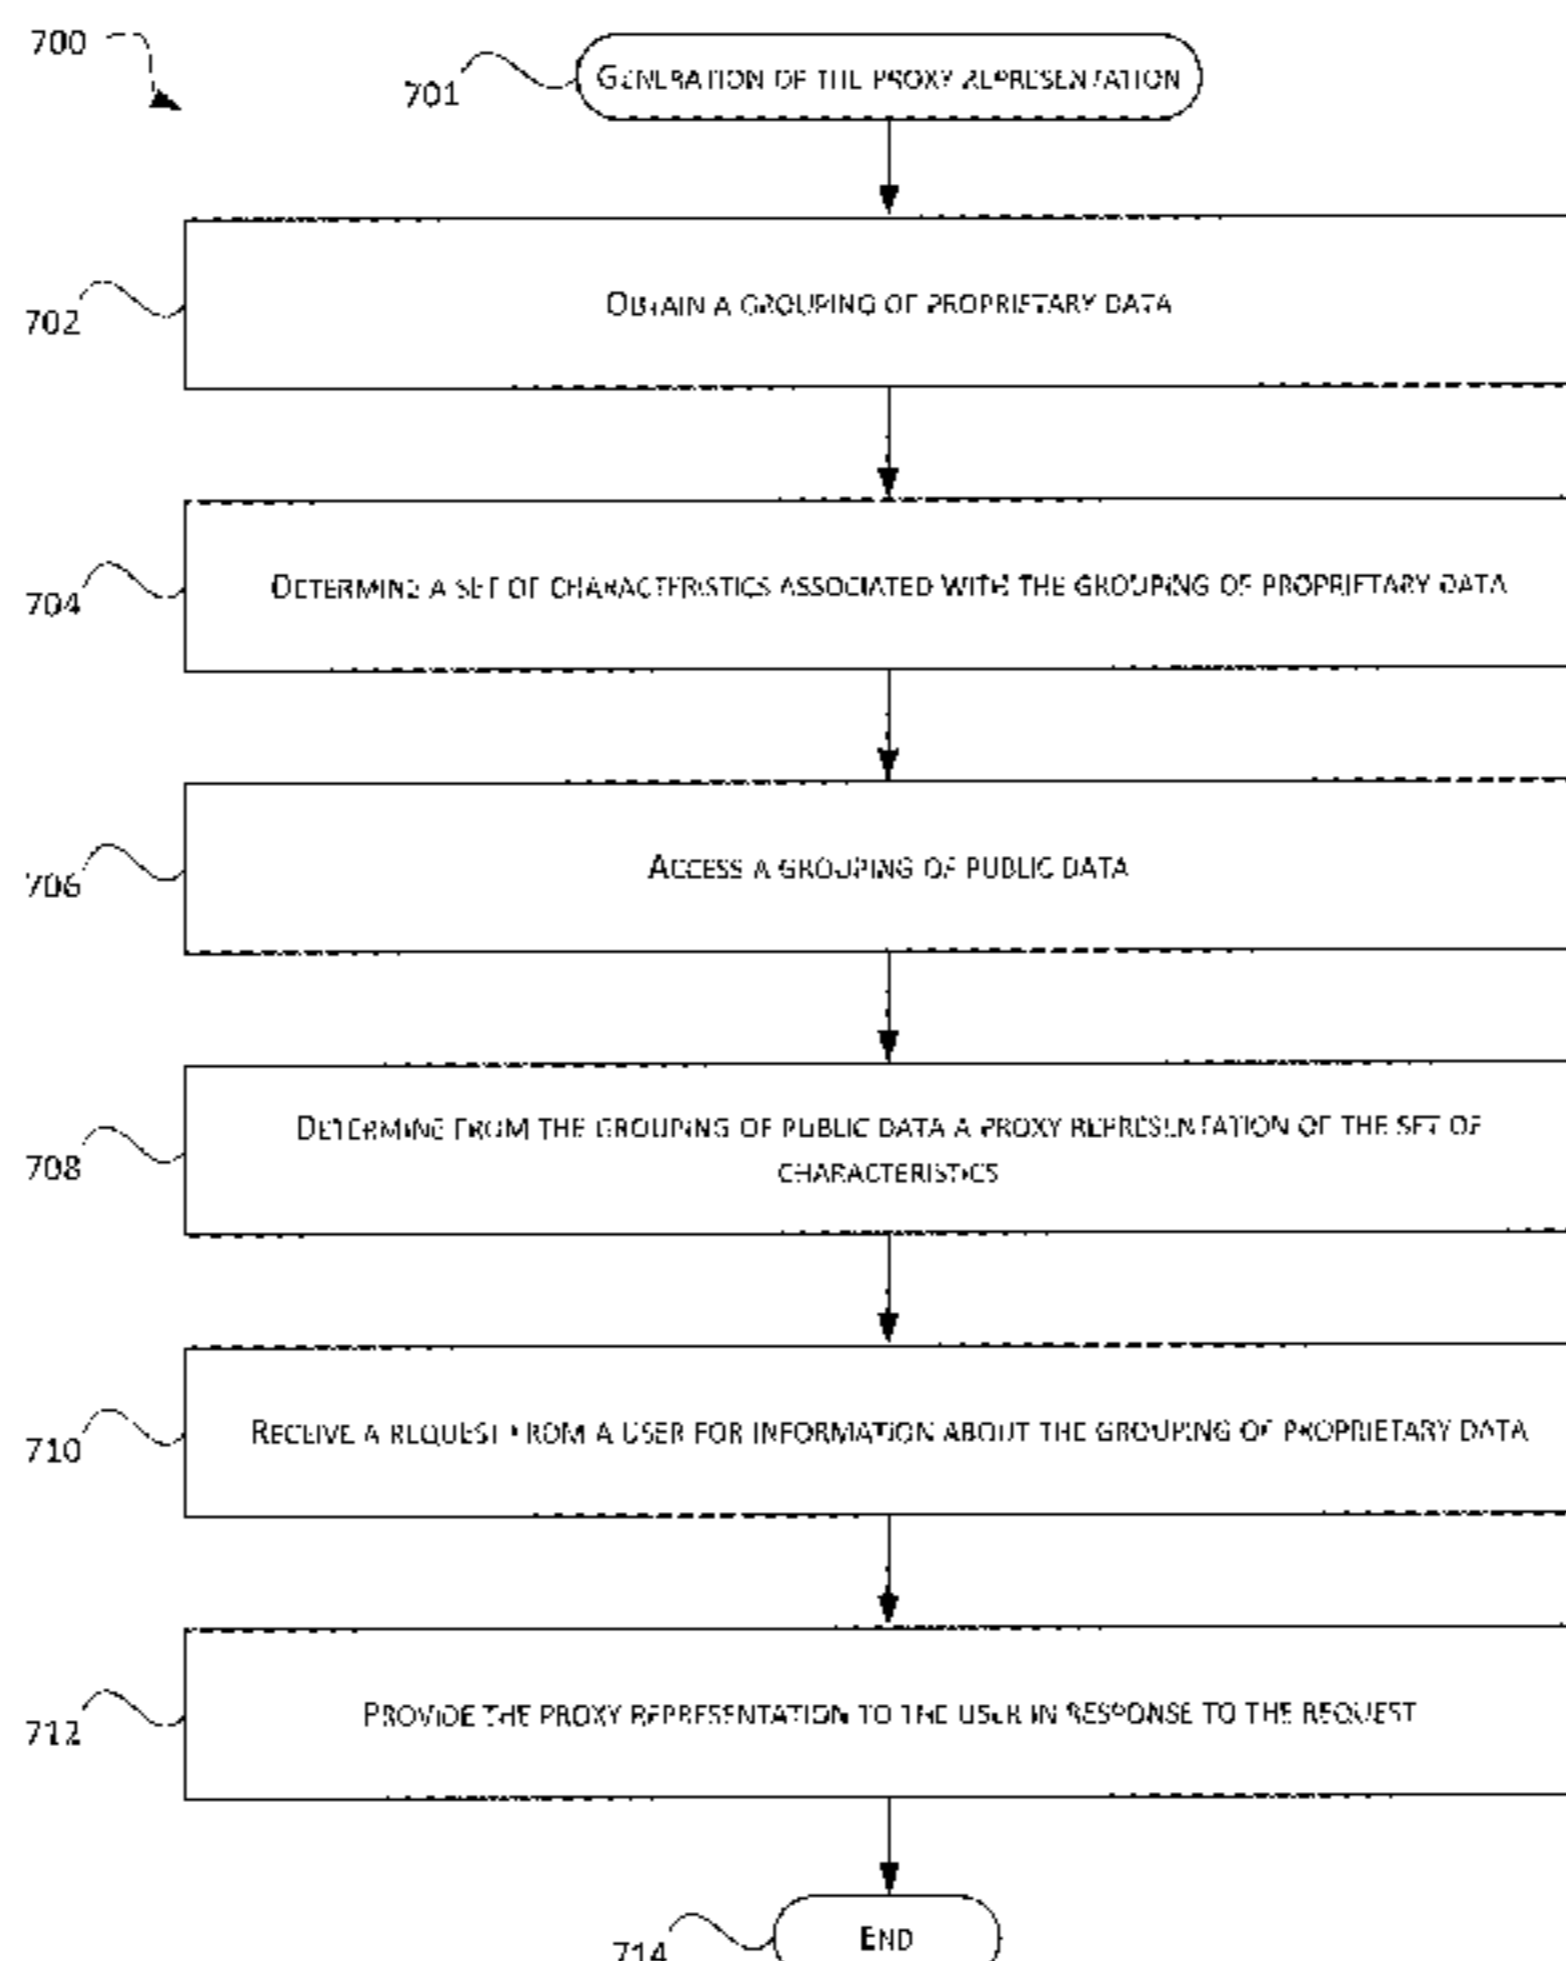 700
701
GENERATION OF THE PROXY REPRESENTATION
702
OBTAIN A GROUPING OF PROPRIETARY DATA
704
DETERMINE A SET OF CHARACTERISTICS ASSOCIATED WITH THE GROUPING OF PROPRIETARY DATA
706
ACCESS A GROUPING OF PUBLIC DATA
708
DETERMINE FROM THE GROUPING OF PUBLIC DATA A PROXY REPRESENTATION OF THE SET OF
CHARACTERISTICS
710
RECEIVE A REQUEST FROM A USER FOR INFORMATION ABOUT THE GROUPING OF PROPRIETARY DATA
712
PROVIDE THE PROXY REPRESENTATION TO THE USER IN RESPONSE TO THE REQUEST
714
END